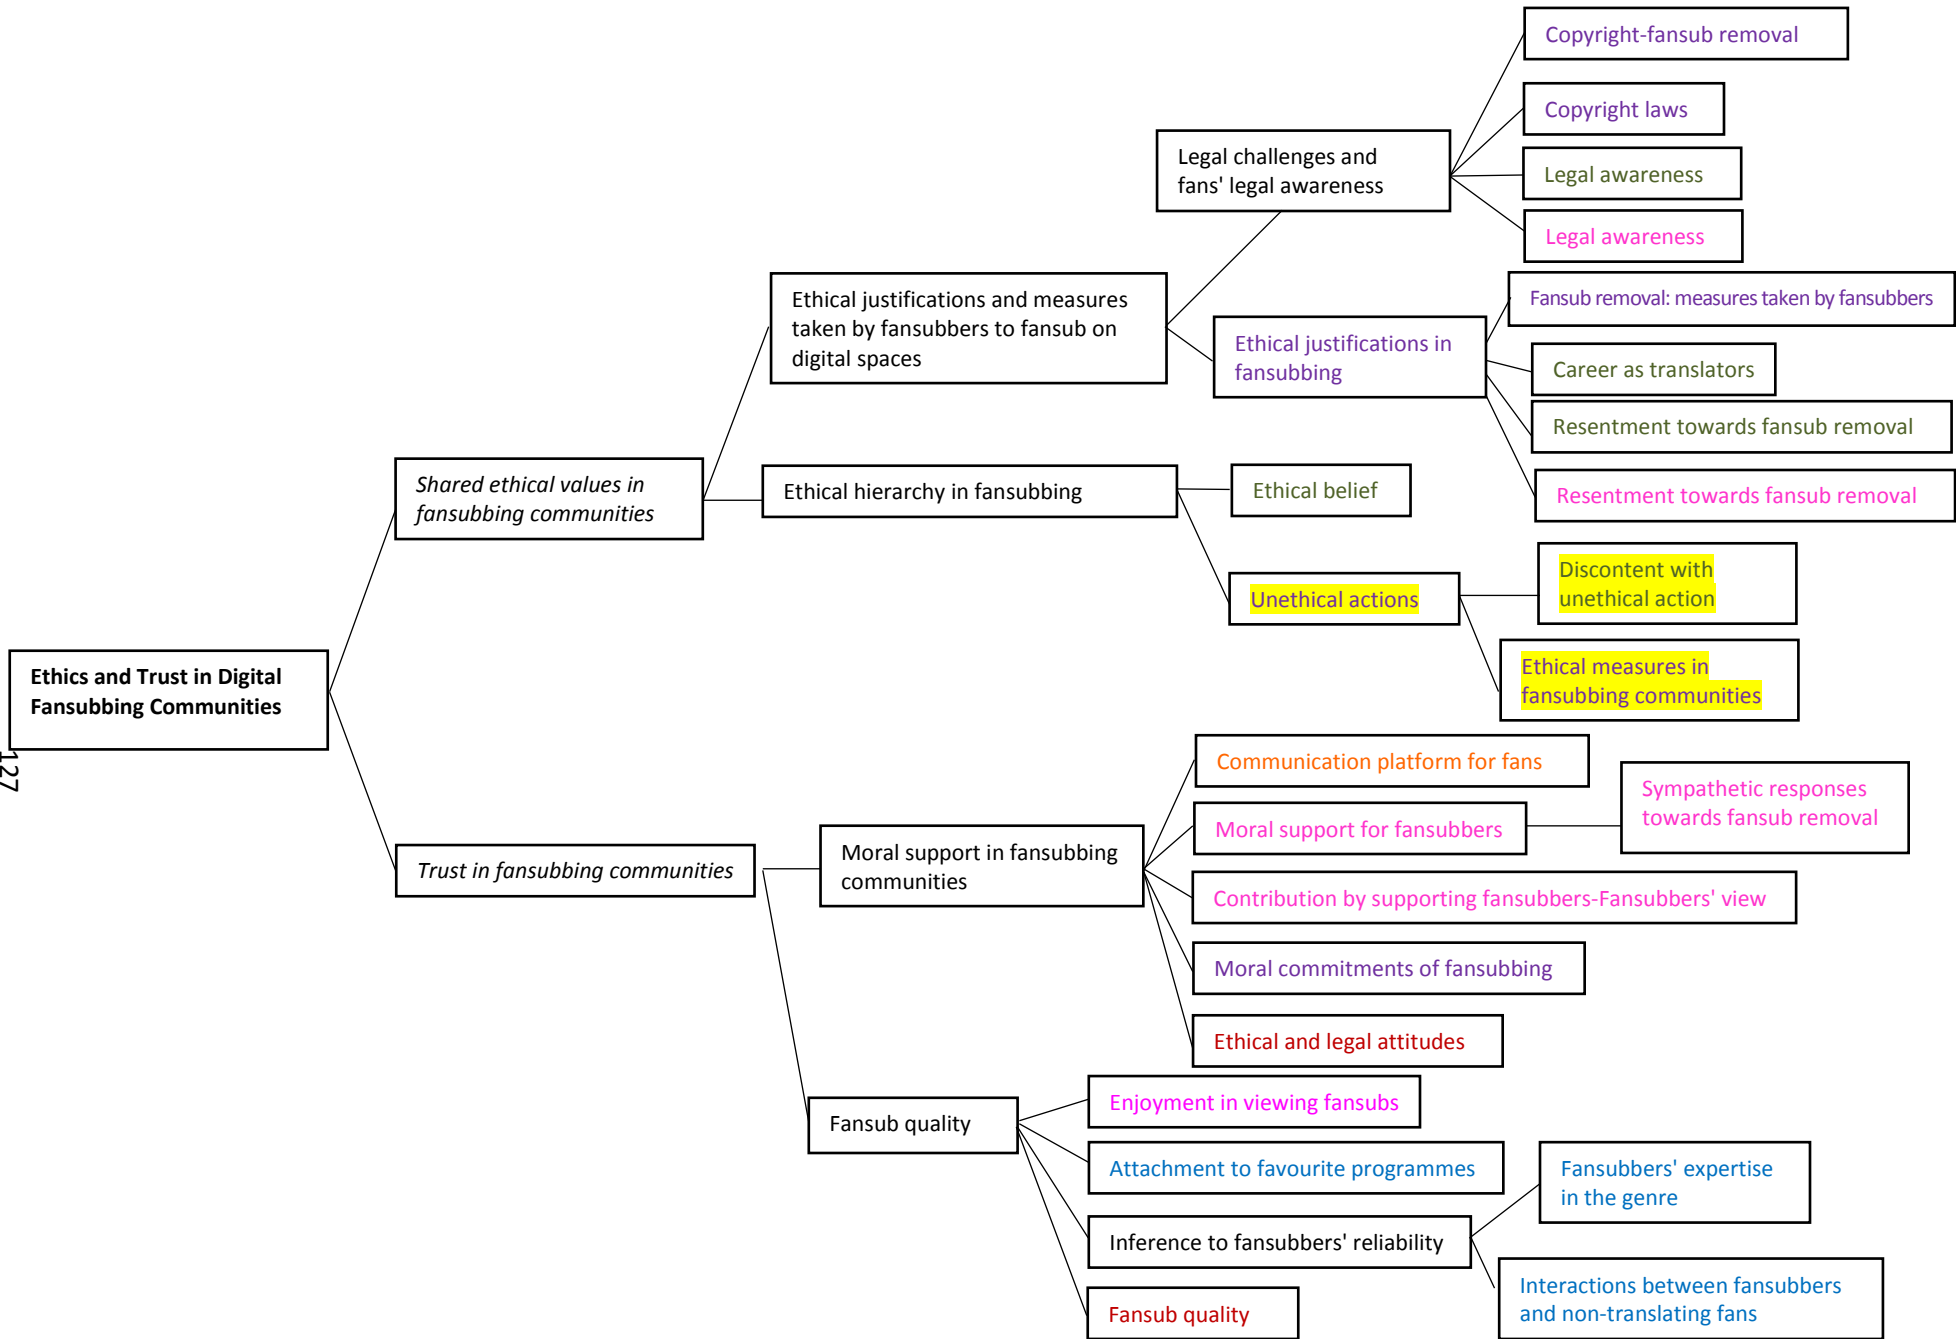 Copyright-fansub removal
Copyright laws
Legal challenges and
fans' legal awareness
Legal awareness
Legal awareness
Ethical justifications and measures
taken by fansubbers to fansub on
digital spaces
Fansub removal: measures taken by fansubbers
Ethical justifications in
fansubbing
Career as translators
Resentment towards fansub removal
Resentment towards fansub removal
Shared ethical values in
fansubbing communities
Ethical hierarchy in fansubbing
Ethical belief
Unethical actions
Discontent with
unethical action
Ethical measures in
fansubbing communities
Ethics and Trust in Digital
Fansubbing Communities
127
Communication platform for fans
Moral support for fansubbers
Sympathetic responses
towards fansub removal
Trust in fansubbing communities
Moral support in fansubbing
communities
Contribution by supporting fansubbers-Fansubbers' view
Moral commitments of fansubbing
Ethical and legal attitudes
Fansub quality
Enjoyment in viewing fansubs
Attachment to favourite programmes
Fansubbers' expertise
in the genre
Inference to fansubbers' reliability
Interactions between fansubbers
and non-translating fans
Fansub quality